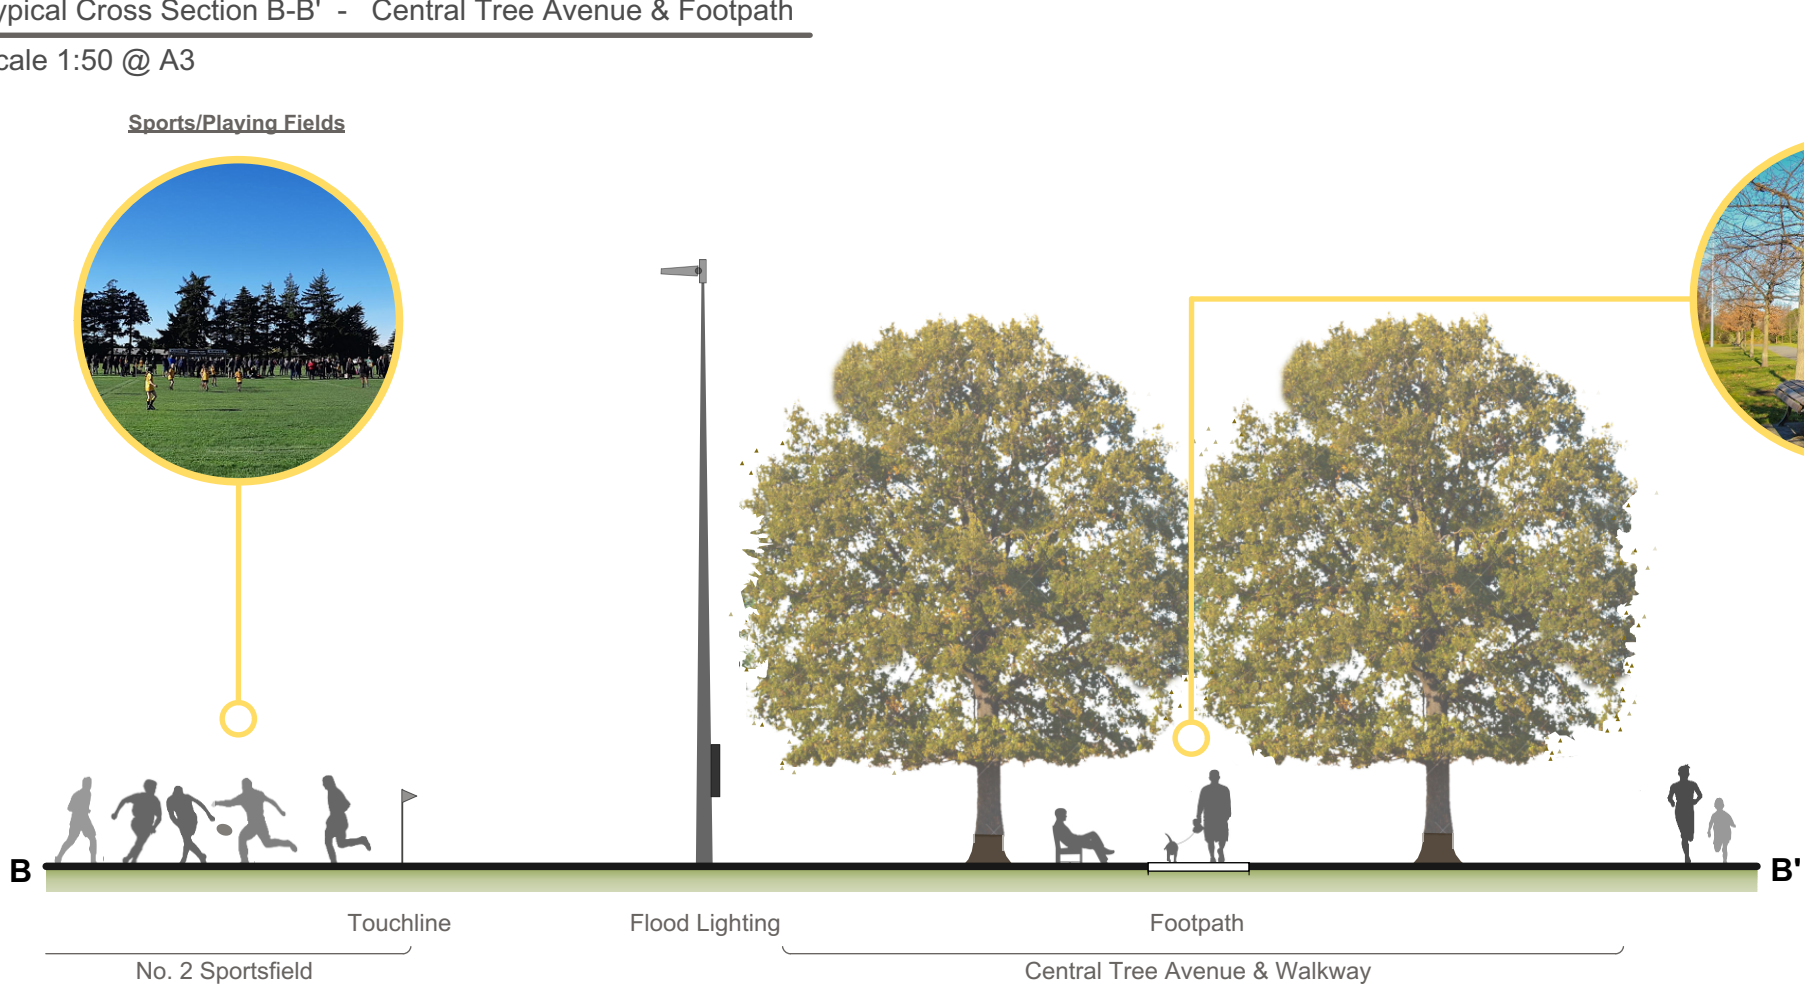 ypical Cross Section B-B' - Central Tree Avenue & Footpath
cale 1:50 @ A3
Sports/Playing Fields
B
B'
Touchline
Flood Lighting
Footpath
No. 2 Sportsfield
Central Tree Avenue & Walkway